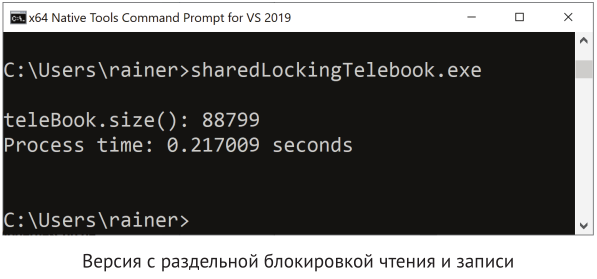 x64 Native Tools Command Prompt for VS 2019
C:\Users\rainer>sharedLockingTelebook.exe
teleBook.size(): 88799
Process time: 0.217009 seconds
C:\Users\rainer>
Версия с раздельной блокировкой чтения и записи